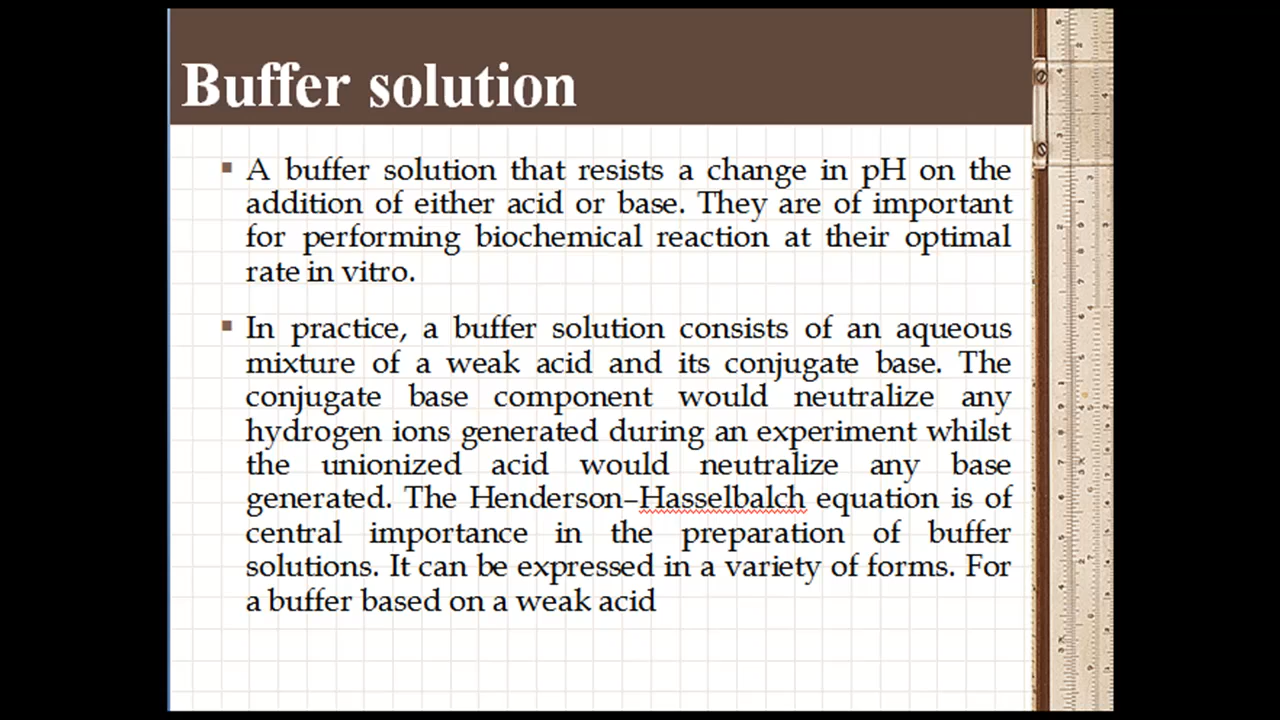 Buffer solution
▪ A buffer solution that resists a change in pH on the
addition of either acid or base. They are of important
for performing biochemical reaction at their optimal
rate in vitro.
▪ In practice, a buffer solution consists of an aqueous
mixture of a weak acid and its conjugate base. The
conjugate base component would neutralize any
hydrogen ions generated during an experiment whilst
the unionized acid would neutralize any base
generated. The Henderson–Hasselbalch equation is of
central importance in the preparation of buffer
solutions. It can be expressed in a variety of forms. For
a buffer based on a weak acid